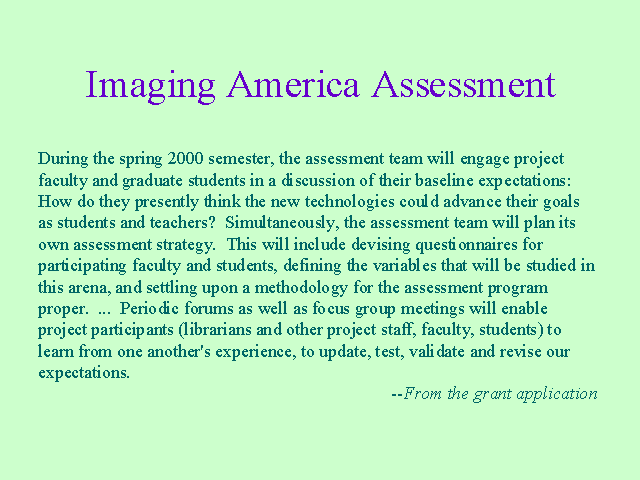 Imaging America Assessment
During the spring 2000 semester, the assessment team will engage project
faculty and graduate students in a discussion of their baseline expectations:
How do they presently think the new technologies could advance their goals
as students and teachers?  Simultaneously, the assessment team will plan its
own assessment strategy.  This will include devising questionnaires for
participating faculty and students, defining the variables that will be studied in
this arena, and settling upon a methodology for the assessment program
proper.  ...  Periodic forums as well as focus group meetings will enable
project participants (librarians and other project staff, faculty, students) to
learn from one another's experience, to update, test, validate and revise our
expectations.
--From the grant application